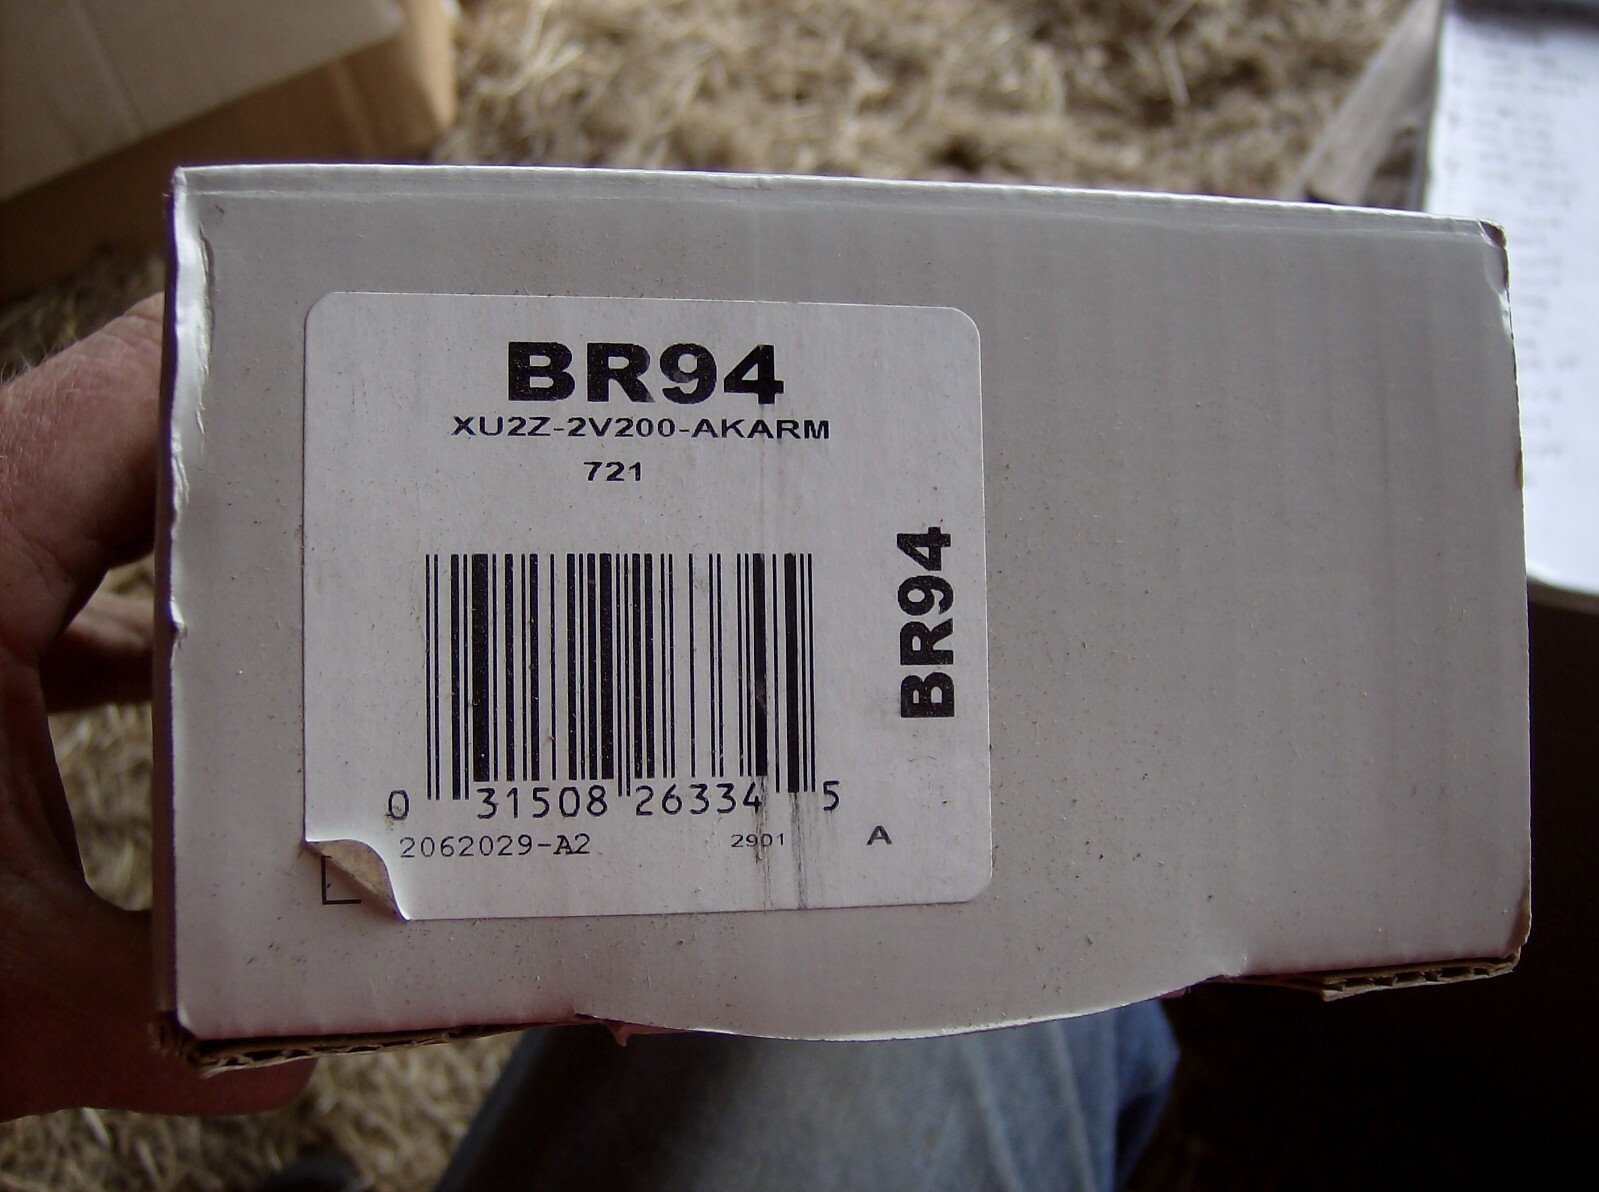 BR94
XU2Z-2V200-AKARM
721
BR94
0 31508 26334 5
2062029-A2 2901 A